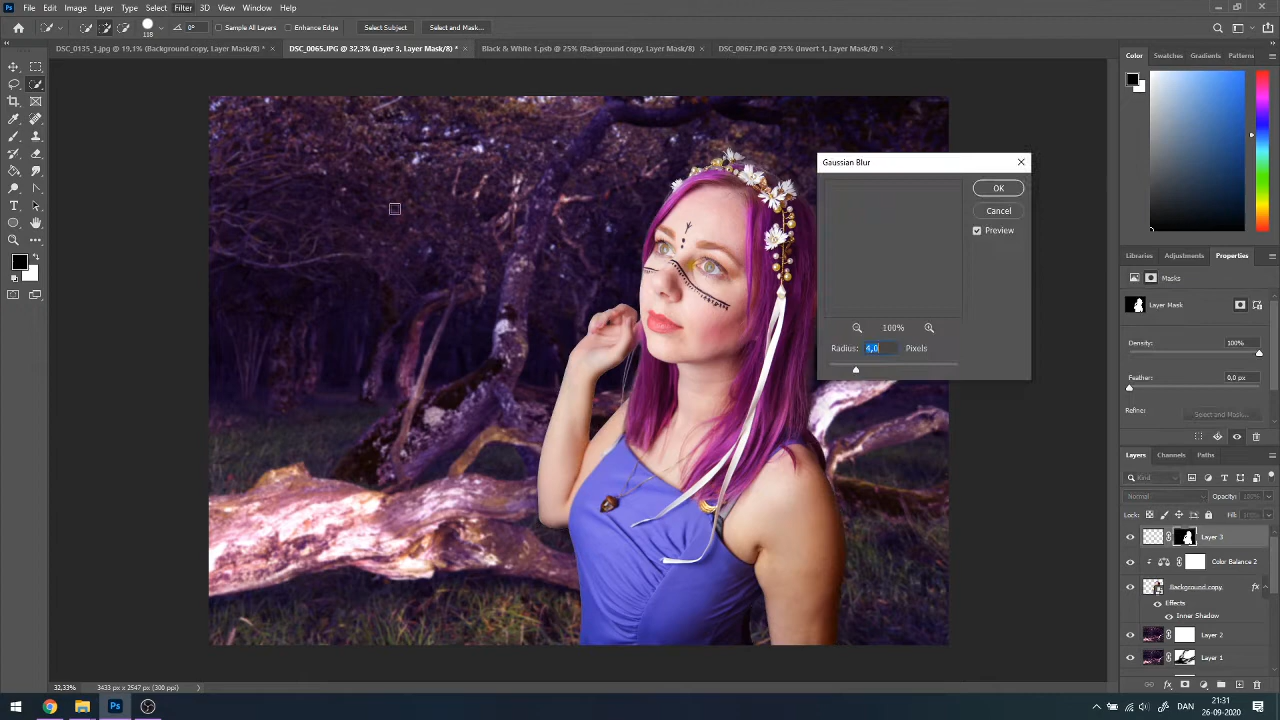 Ps File Edit Image Layer Type Select Filter 3D View Window Help
118 0° Sample All Layers Enhance Edge Select Subject Select and Mask...
DSC_0135_1.jpg @ 19,1% (Background copy, Layer Mask/8) * × DSC_0065.JPG @ 32,3% (Layer 3, Layer Mask/8) * × Black & White 1.psb @ 25% (Background copy, Layer Mask/8) × DSC_0067.JPG @ 25% (Invert 1, Layer Mask/8) * ×
Color Swatches Gradients Patterns
Gaussian Blur
OK
Cancel
Preview
100%
Radius: 4,0 Pixels
Libraries Adjustments Properties
Masks
Layer Mask
Density: 100%
Feather: 0,0 px
Refine:
Select and Mask...
Layers Channels Paths
Kind
Normal Opacity: 100%
Lock: Fill: 100%
Layer 3
Color Balance 2
Background copy fx
Effects
Inner Shadow
Layer 2
Layer 1
32,33% 3433 px x 2547 px (300 ppi)
Ps DAN 21:31
26-09-2020